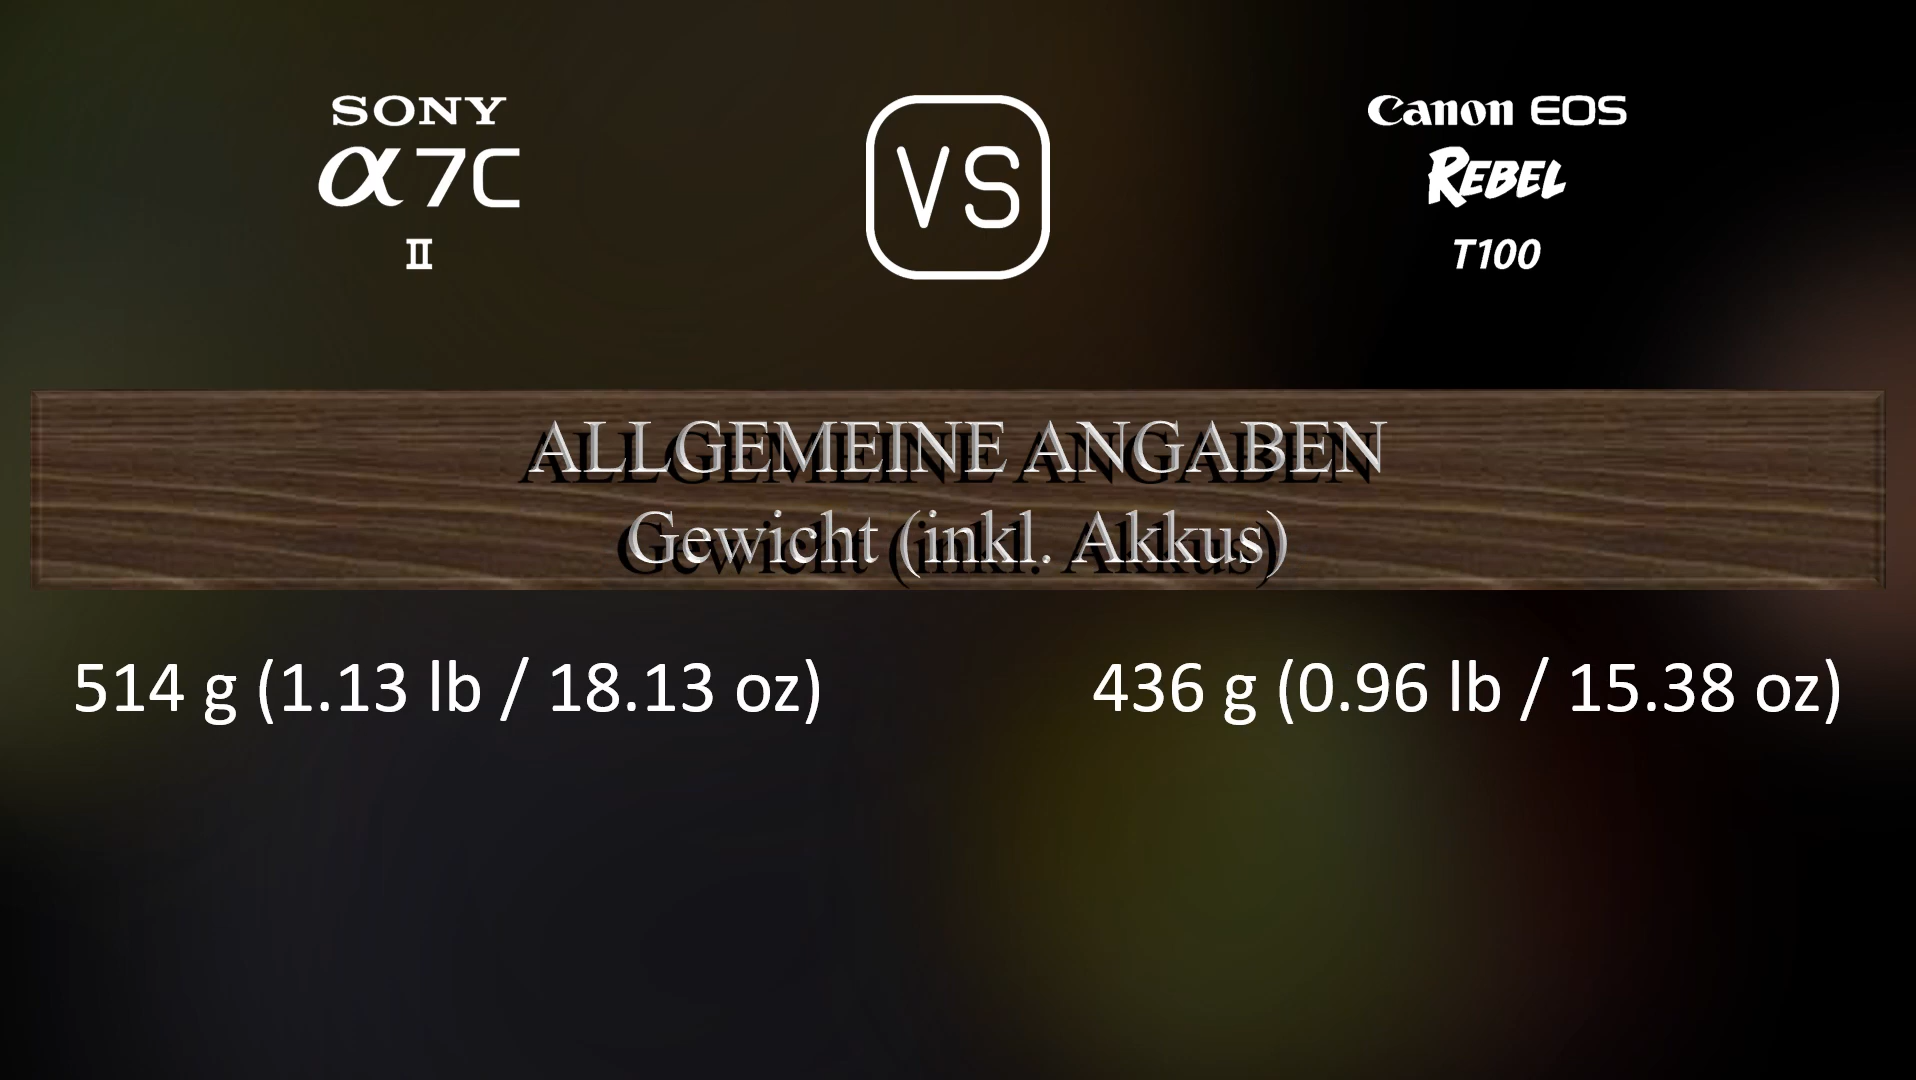 SONY
α7C
II
VS
Canon EOS
REBEL
T100
ALLGEMEINE ANGABEN
Gewicht (inkl. Akkus)
514 g (1.13 lb / 18.13 oz)
436 g (0.96 lb / 15.38 oz)